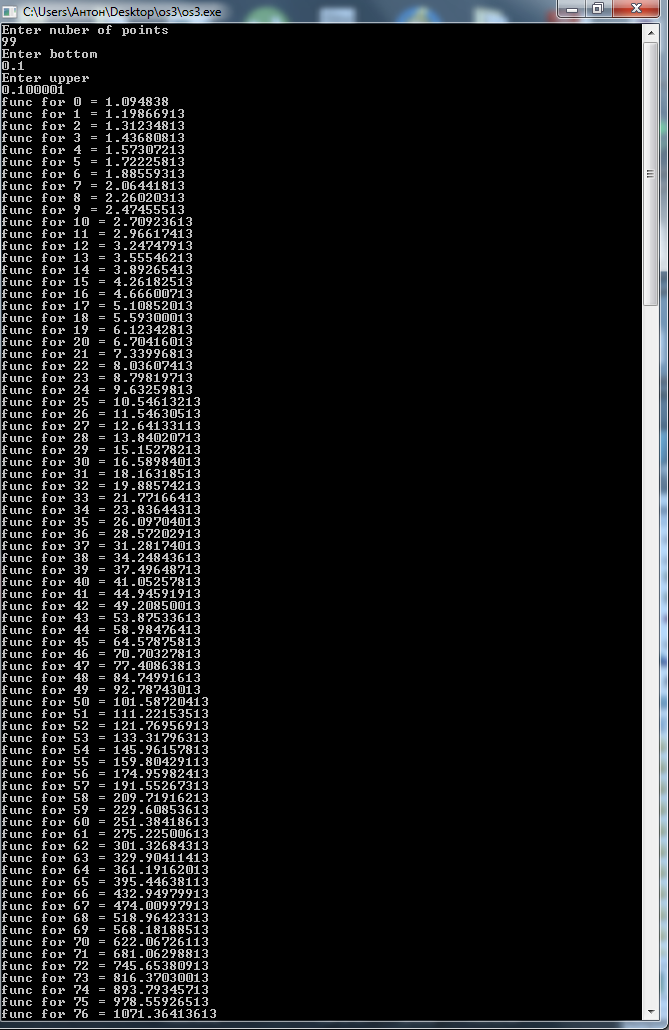 C:\Users\Антон\Desktop\os3\os3.exe
Enter nuber of points
99
Enter bottom
0.1
Enter upper
0.100001
func for 0 = 1.094838
func for 1 = 1.19866913
func for 2 = 1.31234813
func for 3 = 1.43680813
func for 4 = 1.57307213
func for 5 = 1.72225813
func for 6 = 1.88559313
func for 7 = 2.06441813
func for 8 = 2.26020313
func for 9 = 2.47455513
func for 10 = 2.70923613
func for 11 = 2.96617413
func for 12 = 3.24747913
func for 13 = 3.55546213
func for 14 = 3.89265413
func for 15 = 4.26182513
func for 16 = 4.66600713
func for 17 = 5.10852013
func for 18 = 5.59300013
func for 19 = 6.12342813
func for 20 = 6.70416013
func for 21 = 7.33996813
func for 22 = 8.03607413
func for 23 = 8.79819713
func for 24 = 9.63259813
func for 25 = 10.54613213
func for 26 = 11.54630513
func for 27 = 12.64133113
func for 28 = 13.84020713
func for 29 = 15.15278213
func for 30 = 16.58984013
func for 31 = 18.16318513
func for 32 = 19.88574213
func for 33 = 21.77166413
func for 34 = 23.83644313
func for 35 = 26.09704013
func for 36 = 28.57202913
func for 37 = 31.28174013
func for 38 = 34.24843613
func for 39 = 37.49648713
func for 40 = 41.05257813
func for 41 = 44.94591913
func for 42 = 49.20850013
func for 43 = 53.87533613
func for 44 = 58.98476413
func for 45 = 64.57875813
func for 46 = 70.70327813
func for 47 = 77.40863813
func for 48 = 84.74991613
func for 49 = 92.78743013
func for 50 = 101.58720413
func for 51 = 111.22153513
func for 52 = 121.76956913
func for 53 = 133.31796313
func for 54 = 145.96157813
func for 55 = 159.80429113
func for 56 = 174.95982413
func for 57 = 191.55267313
func for 58 = 209.71916213
func for 59 = 229.60853613
func for 60 = 251.38418613
func for 61 = 275.22500613
func for 62 = 301.32684313
func for 63 = 329.90411413
func for 64 = 361.19162013
func for 65 = 395.44638113
func for 66 = 432.94979913
func for 67 = 474.00997913
func for 68 = 518.96423313
func for 69 = 568.18188513
func for 70 = 622.06726113
func for 71 = 681.06298813
func for 72 = 745.65380913
func for 73 = 816.37030013
func for 74 = 893.79345713
func for 75 = 978.55926513
func for 76 = 1071.36413613